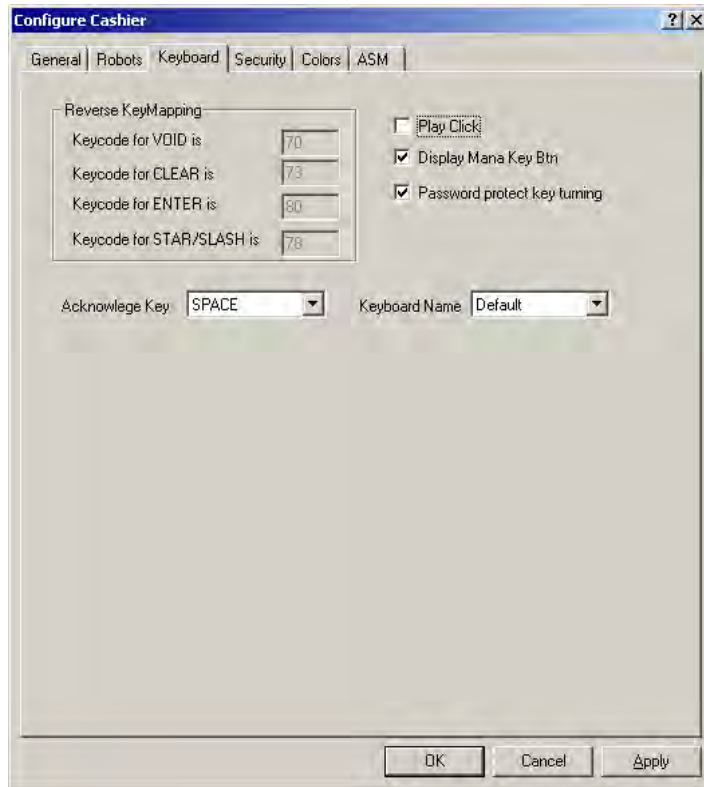 Configure Cashier
General Robots Keyboard Security Colors ASM
Reverse KeyMapping
Keycode for VOID is 70
Keycode for CLEAR is 73
Keycode for ENTER is 80
Keycode for STAR/SLASH is 78
Play Click
Display Mana Key Btn
Password protect key turning
Acknowlege Key SPACE Keyboard Name Default
OK Cancel Apply